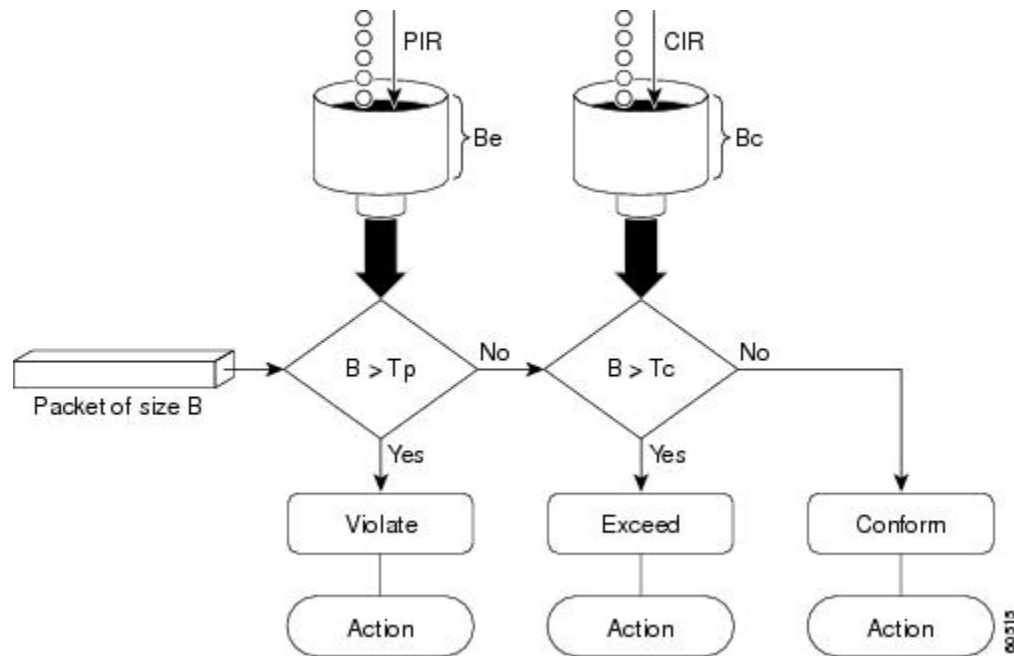 PIR
CIR
Be
Bc
B > Tp
No
B > Tc
No
Packet of size B
Yes
Yes
Violate
Exceed
Conform
Action
Action
Action
60515